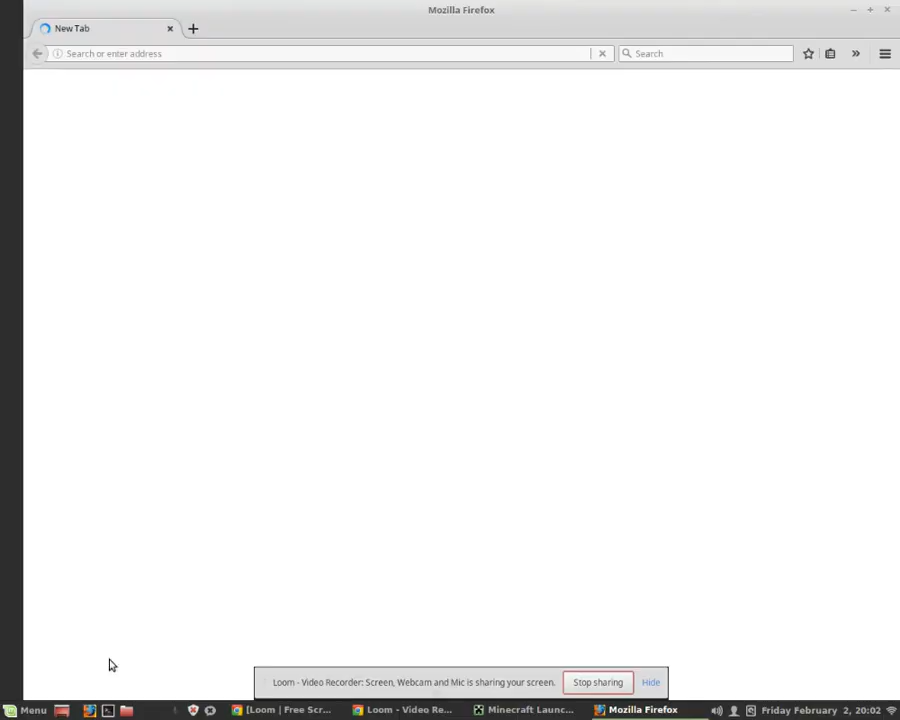 Mozilla Firefox
New Tab
Search or enter address
Search
Loom - Video Recorder: Screen, Webcam and Mic is sharing your screen.
Stop sharing
Hide
Menu
[Loom | Free Scr...
Loom - Video Re...
Minecraft Launc...
Mozilla Firefox
Friday February 2, 20:02